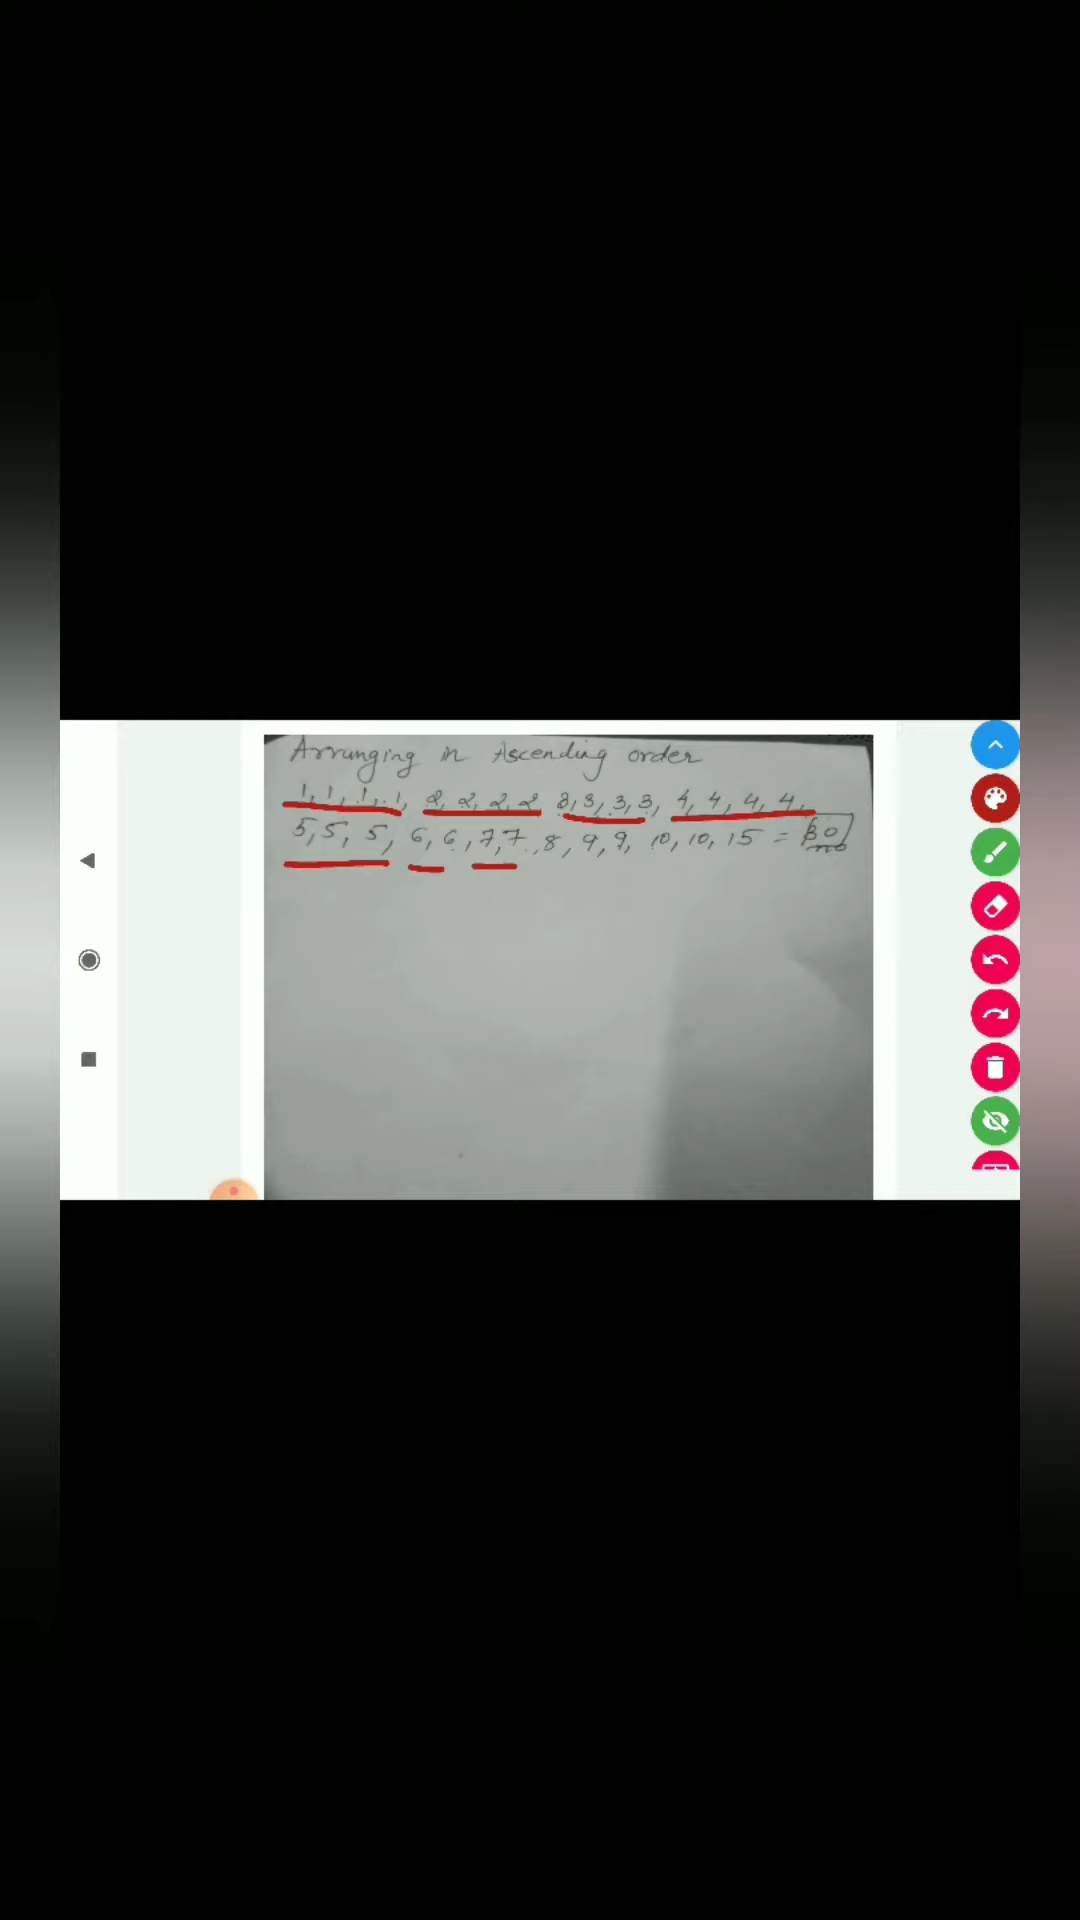 Arranging in Ascending order
1, 1, 1, 1, 2, 2, 2, 2 3, 3, 3, 3, 4, 4, 4, 4,
5, 5, 5, 6, 6, 7, 7, 8, 9, 9, 10, 10, 15 = 30